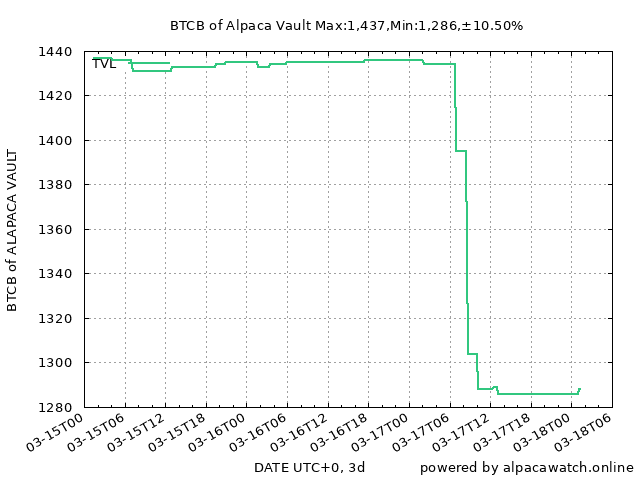 BTCB of Alpaca Vault Max:1,437,Min:1,286,±10.50%
1440
1420
1400
1380
1360
1340
1320
1300
1280
BTCB of ALAPACA VAULT
TVL
03-15T00
03-15T06
03-15T12
03-15T18
03-16T00
03-16T06
03-16T12
03-16T18
03-17T00
03-17T06
03-17T12
03-17T18
03-18T00
03-18T06
DATE UTC+0, 3d
powered by alpacawatch.online